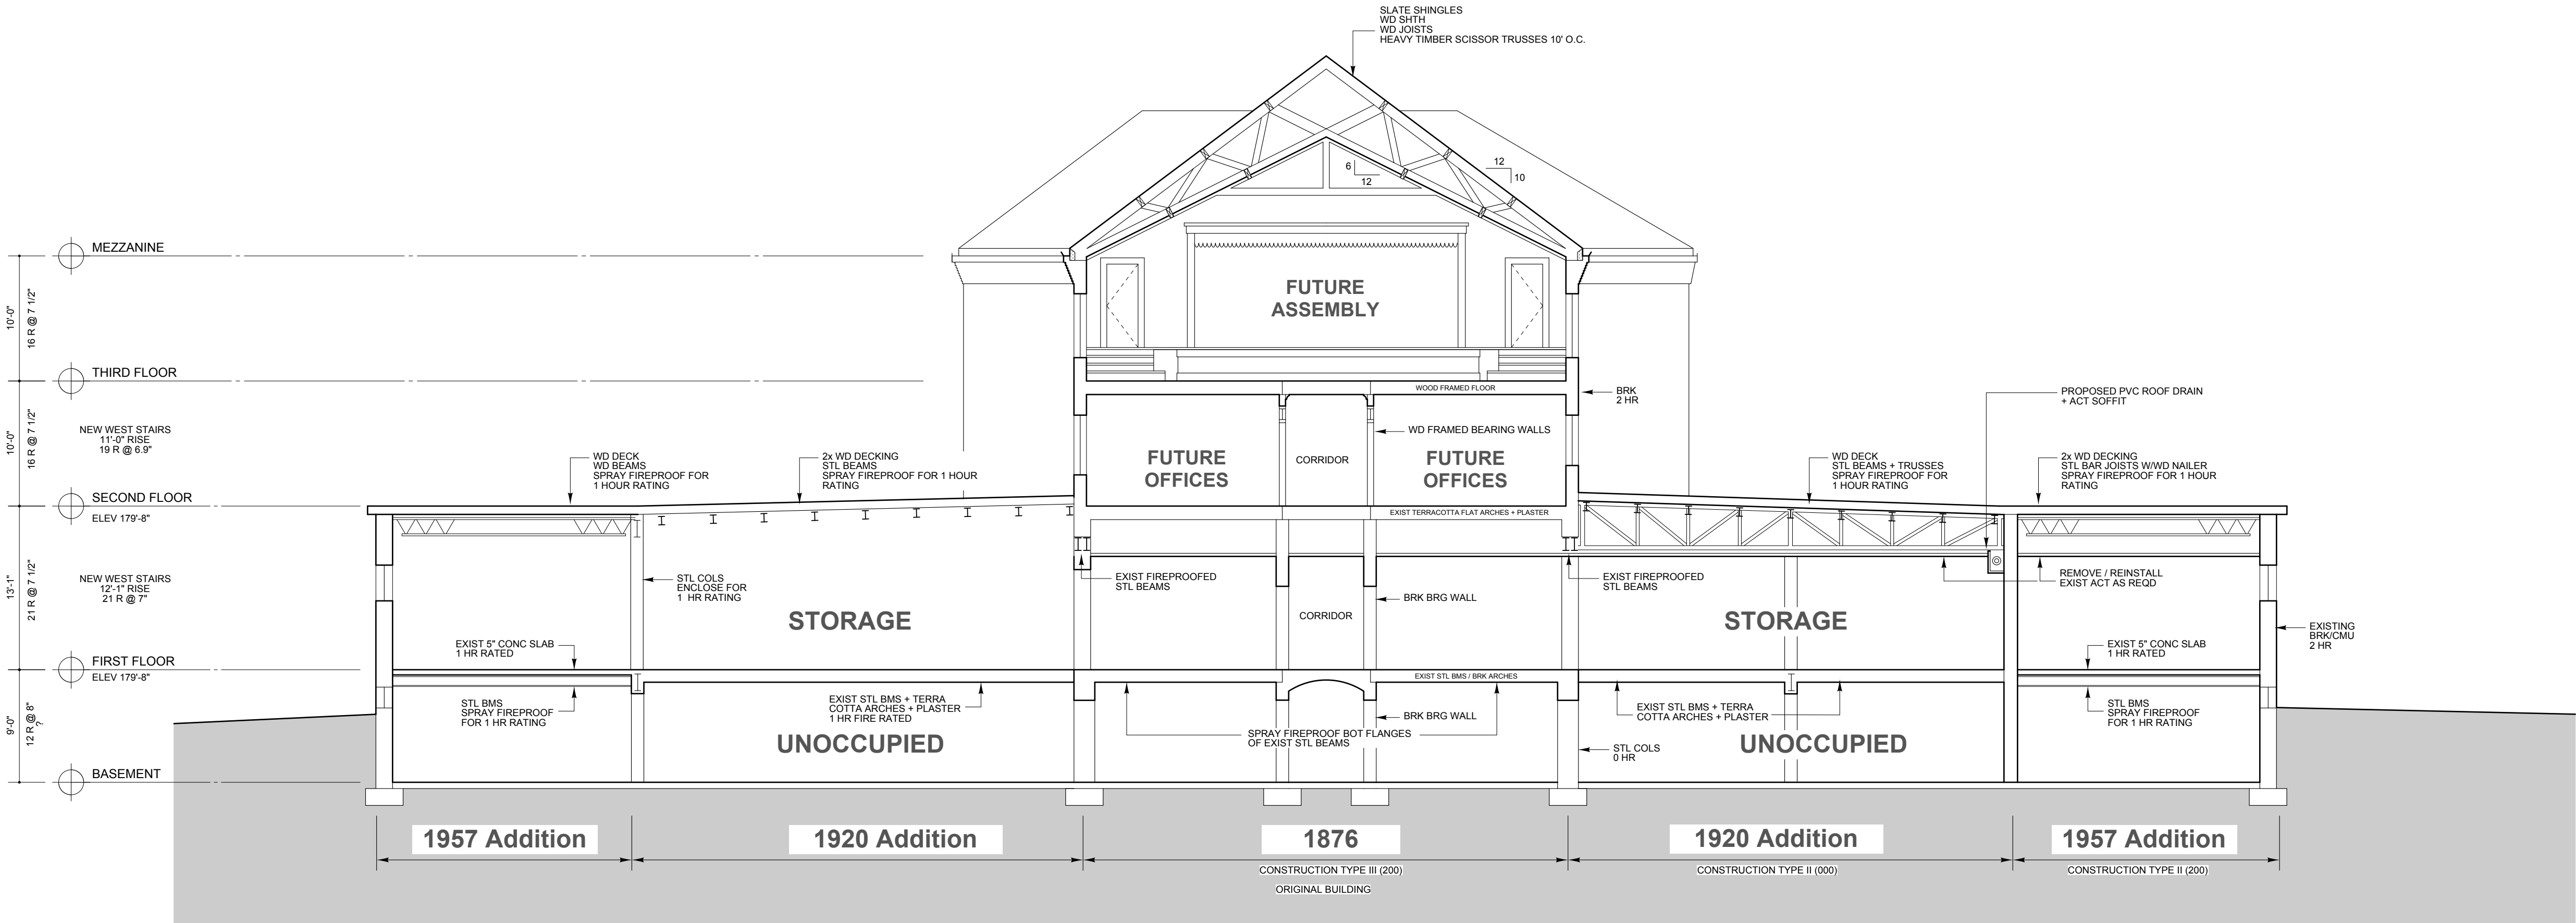 SLATE SHINGLES
WD SHTH
WD JOISTS
HEAVY TIMBER SCISSOR TRUSSES 10' O.C.
12
10
6
12
MEZZANINE
10'-0"
16 R @ 7 1/2"
FUTURE
ASSEMBLY
THIRD FLOOR
WOOD FRAMED FLOOR
BRK
2 HR
PROPOSED PVC ROOF DRAIN
+ ACT SOFFIT
10'-0"
16 R @ 7 1/2"
NEW WEST STAIRS
11'-0" RISE
19 R @ 6.9"
WD FRAMED BEARING WALLS
WD DECK
WD BEAMS
SPRAY FIREPROOF FOR
1 HOUR RATING
2x WD DECKING
STL BEAMS
SPRAY FIREPROOF FOR 1 HOUR
RATING
FUTURE
OFFICES
CORRIDOR
FUTURE
OFFICES
WD DECK
STL BEAMS + TRUSSES
SPRAY FIREPROOF FOR
1 HOUR RATING
2x WD DECKING
STL BAR JOISTS W/WD NAILER
SPRAY FIREPROOF FOR 1 HOUR
RATING
SECOND FLOOR
ELEV 179'-8"
EXIST TERRACOTTA FLAT ARCHES + PLASTER
13'-1"
21 R @ 7 1/2"
NEW WEST STAIRS
12'-1" RISE
21 R @ 7"
STL COLS
ENCLOSE FOR
1 HR RATING
EXIST FIREPROOFED
STL BEAMS
EXIST FIREPROOFED
STL BEAMS
REMOVE / REINSTALL
EXIST ACT AS REQD
BRK BRG WALL
STORAGE
CORRIDOR
STORAGE
EXISTING
BRK/CMU
2 HR
EXIST 5" CONC SLAB
1 HR RATED
EXIST 5" CONC SLAB
1 HR RATED
FIRST FLOOR
ELEV 179'-8"
EXIST STL BMS / BRK ARCHES
9'-0"
12 R @ 8"
?
STL BMS
SPRAY FIREPROOF
FOR 1 HR RATING
EXIST STL BMS + TERRA
COTTA ARCHES + PLASTER
1 HR FIRE RATED
BRK BRG WALL
EXIST STL BMS + TERRA
COTTA ARCHES + PLASTER
STL BMS
SPRAY FIREPROOF
FOR 1 HR RATING
SPRAY FIREPROOF BOT FLANGES
OF EXIST STL BEAMS
UNOCCUPIED
STL COLS
0 HR
UNOCCUPIED
BASEMENT
1957 Addition
1920 Addition
1876
1920 Addition
1957 Addition
CONSTRUCTION TYPE III (200)
CONSTRUCTION TYPE II (000)
CONSTRUCTION TYPE II (200)
ORIGINAL BUILDING